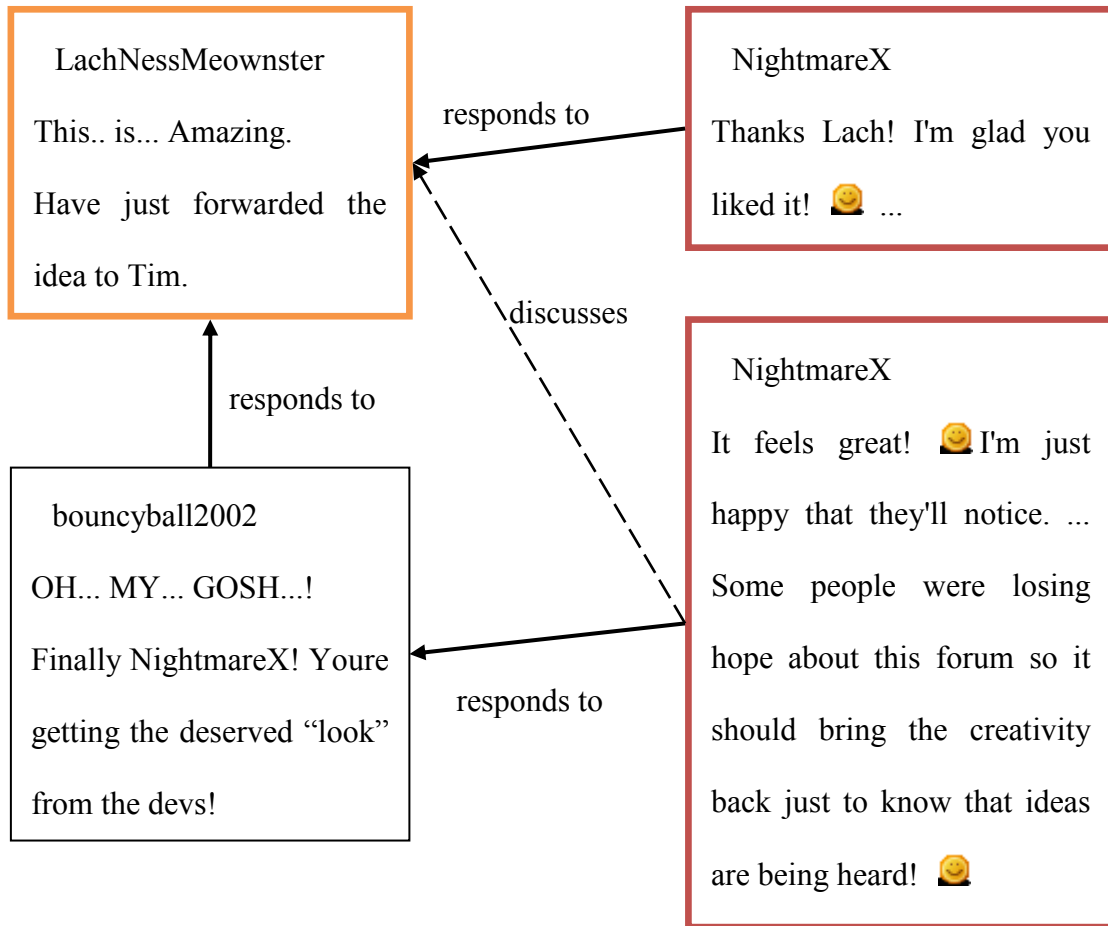 LachNessMeownster
This.. is... Amazing.
Have just forwarded the
idea to Tim.
responds to
NightmareX
Thanks Lach! I'm glad you
liked it! ...
discusses
responds to
NightmareX
It feels great! I'm just
happy that they'll notice. ...
Some people were losing
hope about this forum so it
should bring the creativity
back just to know that ideas
are being heard!
bouncyball2002
OH... MY... GOSH...!
Finally NightmareX! Youre
getting the deserved “look”
from the devs!
responds to